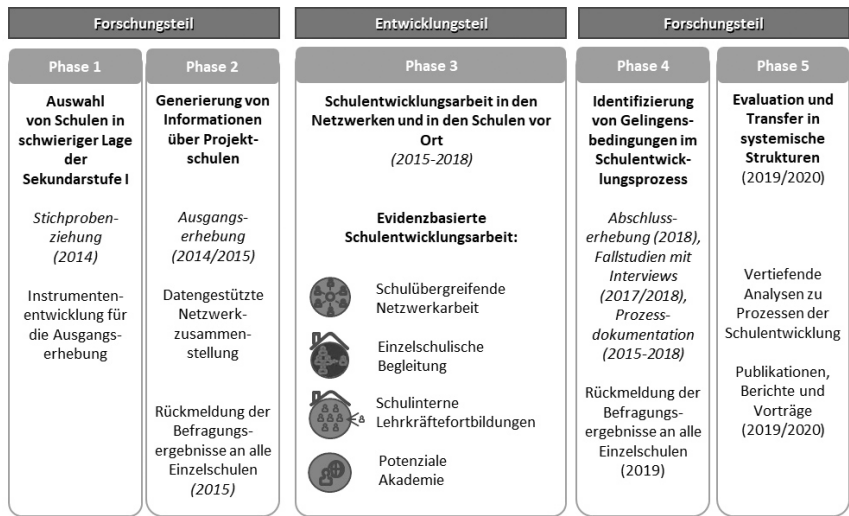 Forschungsteil
Phase 1
Auswahl
von Schulen in
schwieriger Lage
der
Sekundarstufe I
Stichproben-
ziehung
(2014)
Instrumenten-
entwicklung für
die Ausgangs-
erhebung
Phase 2
Generierung von
Informationen
über Projekt-
schulen
Ausgangs-
erhebung
(2014/2015)
Datengestützte
Netzwerk-
zusammen-
stellung
Rückmeldung der
Befragungs-
ergebnisse an alle
Einzelschulen
(2015)
Entwicklungsteil
Phase 3
Schulentwicklungsarbeit in den
Netzwerken und in den Schulen vor
Ort
(2015-2018)
Evidenzbasierte
Schulentwicklungsarbeit:
Schulübergreifende
Netzwerkarbeit
Einzelschulische
Begleitung
Schulinterne
Lehrkräftefortbildungen
Potenziale
Akademie
Forschungsteil
Phase 4
Identifizierung
von Gelingens-
bedingungen im
Schulentwick-
lungsprozess
Abschluss-
erhebung (2018),
Fallstudien mit
Interviews
(2017/2018),
Prozess-
dokumentation
(2015-2018)
Rückmeldung der
Befragungs-
ergebnisse an alle
Einzelschulen
(2019)
Phase 5
Evaluation und
Transfer in
systemische
Strukturen
(2019/2020)
Vertiefende
Analysen zu
Prozessen der
Schulentwicklung
Publikationen,
Berichte und
Vorträge
(2019/2020)